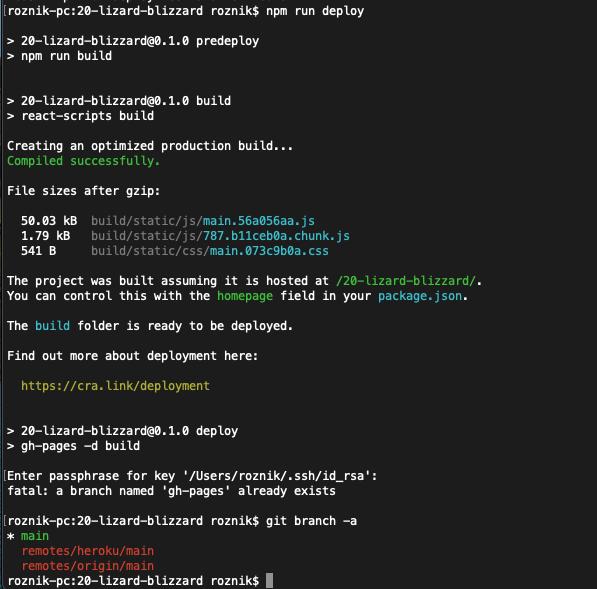 [roznik-pc:20-lizard-blizzard roznik$ npm run deploy
> 20-lizard-blizzard@0.1.0 predeploy
> npm run build
> 20-lizard-blizzard@0.1.0 build
> react-scripts build
Creating an optimized production build...
Compiled successfully.
File sizes after gzip:
50.03 kB  build/static/js/main.56a056aa.js
1.79 kB   build/static/js/787.b11ceb0a.chunk.js
541 B     build/static/css/main.073c9b0a.css
The project was built assuming it is hosted at /20-lizard-blizzard/.
You can control this with the homepage field in your package.json.
The build folder is ready to be deployed.
Find out more about deployment here:
https://cra.link/deployment
> 20-lizard-blizzard@0.1.0 deploy
> gh-pages -d build
[Enter passphrase for key '/Users/roznik/.ssh/id_rsa':
fatal: a branch named 'gh-pages' already exists
[roznik-pc:20-lizard-blizzard roznik$ git branch -a
* main
remotes/heroku/main
remotes/origin/main
roznik-pc:20-lizard-blizzard roznik$